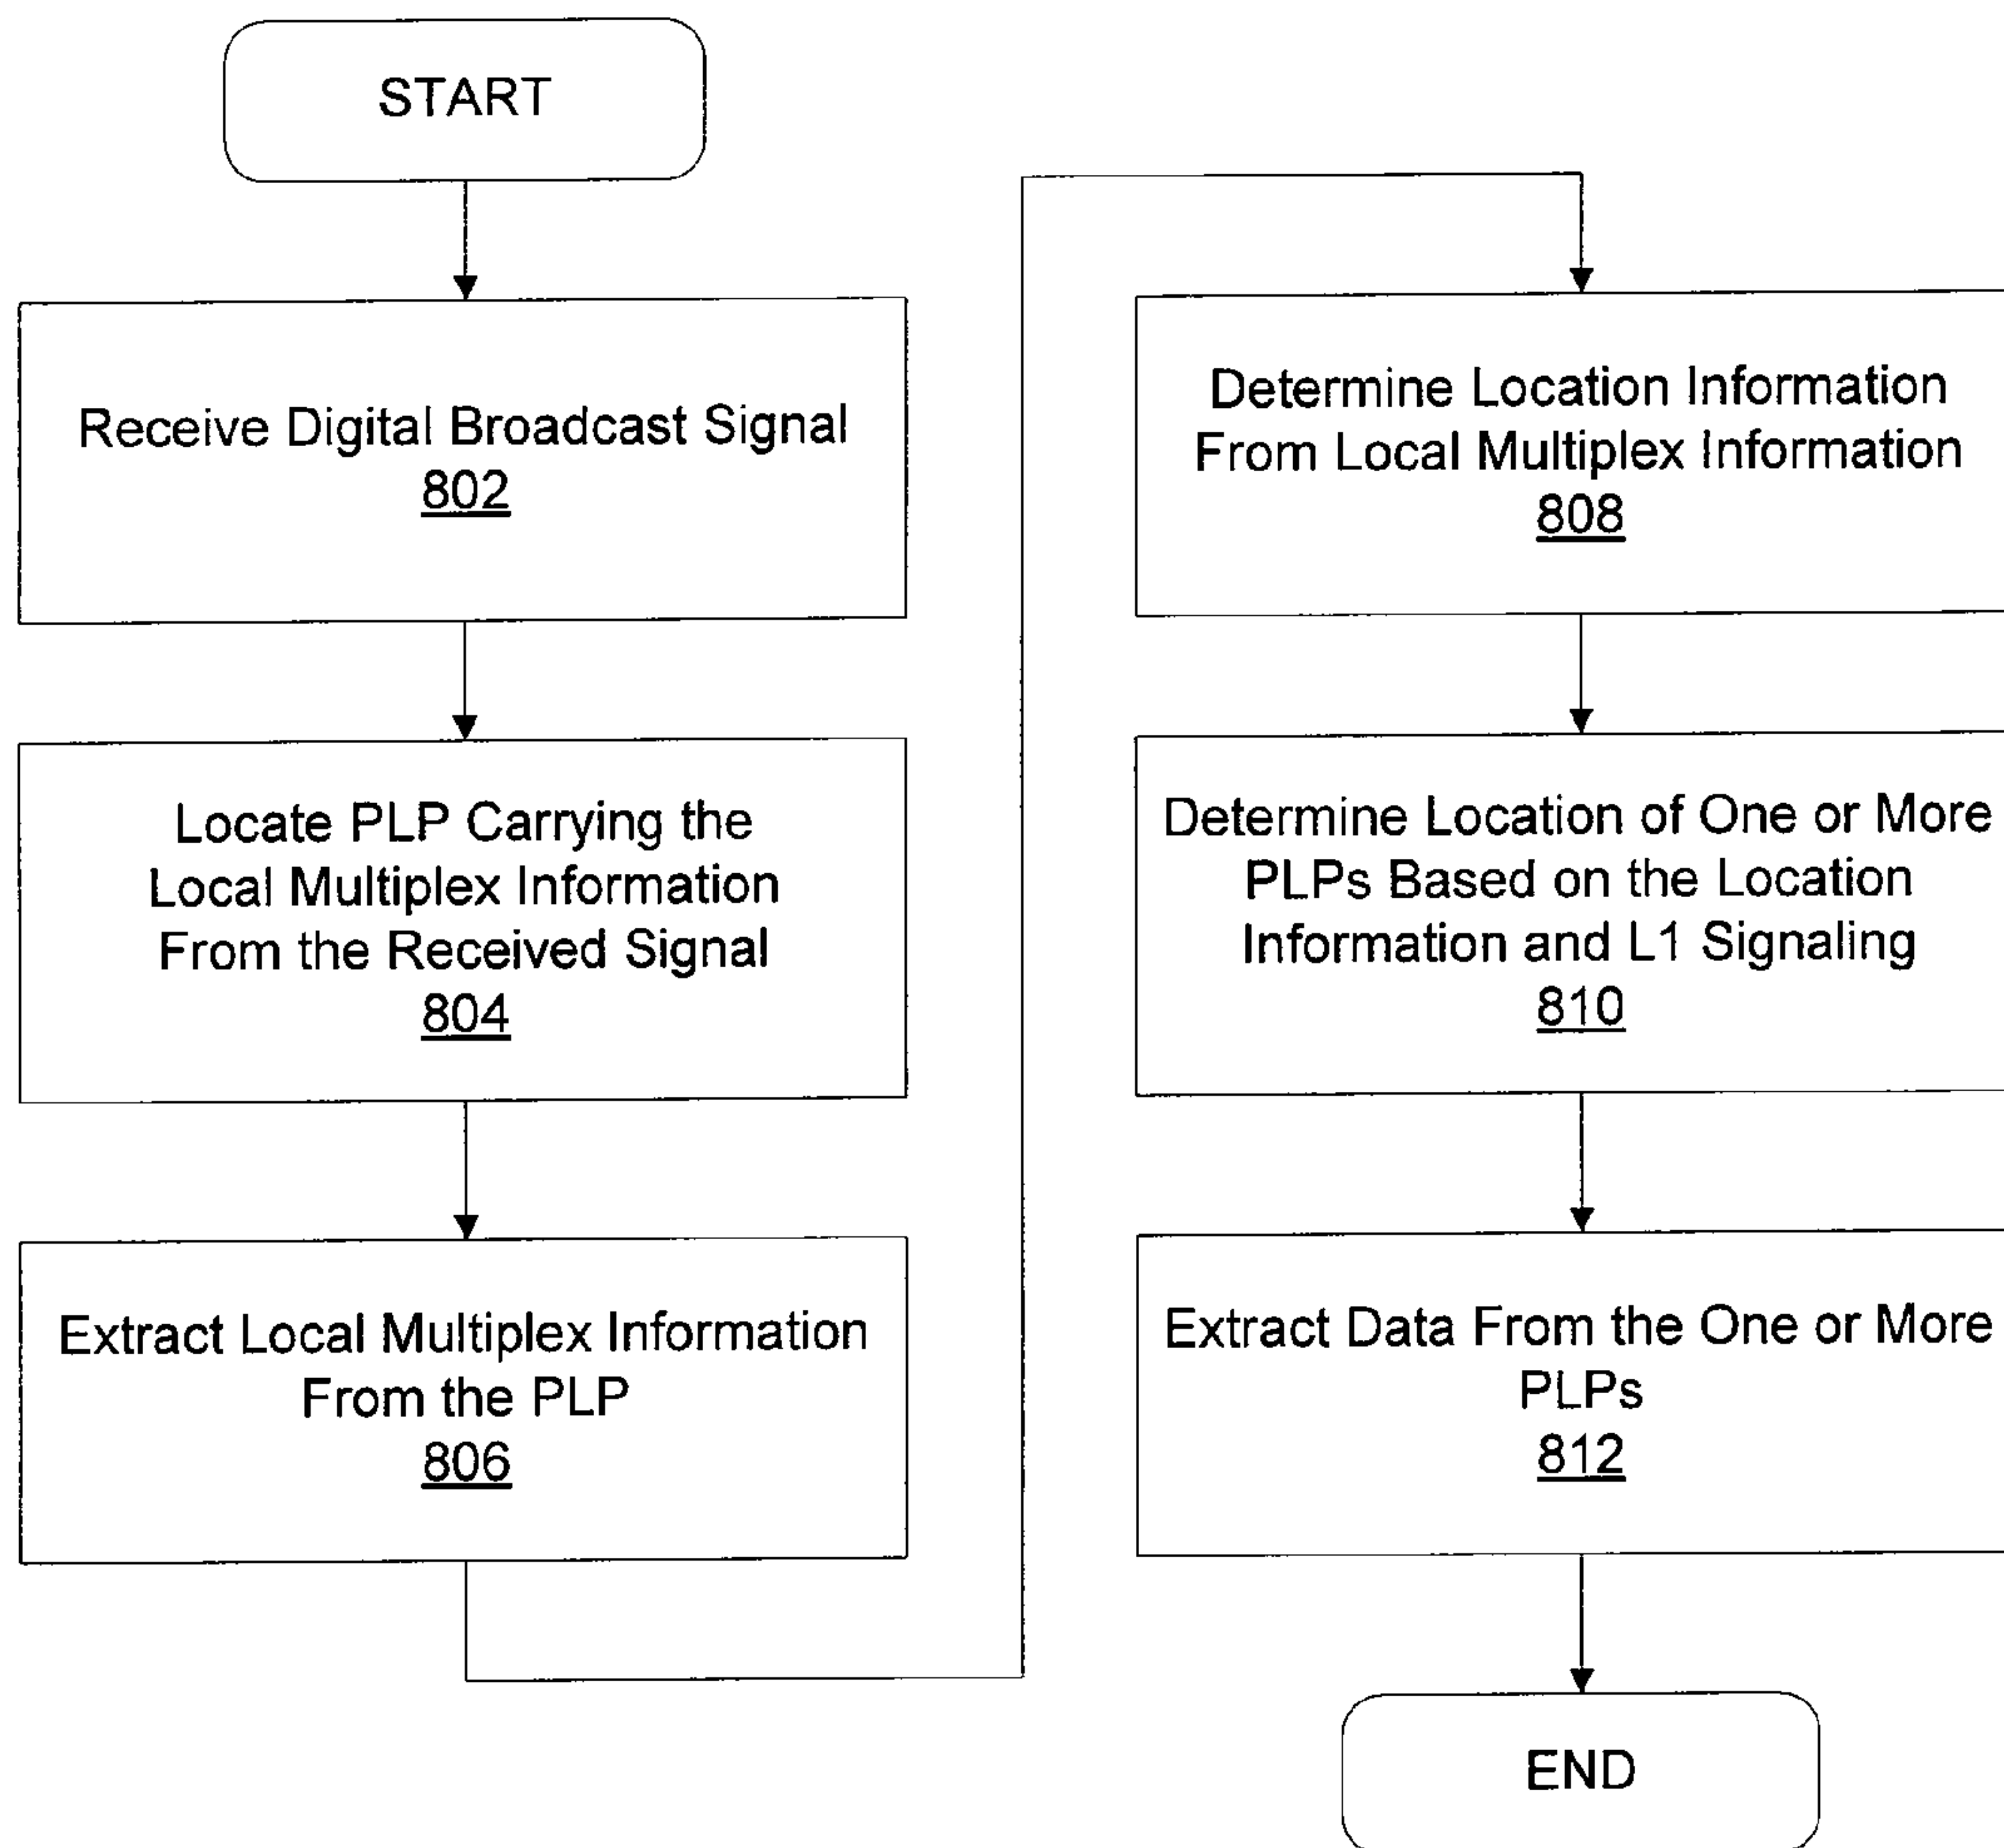 START
Receive Digital Broadcast Signal
802
Locate PLP Carrying the
Local Multiplex Information
From the Received Signal
804
Extract Local Multiplex Information
From the PLP
806
Determine Location Information
From Local Multiplex Information
808
Determine Location of One or More
PLPs Based on the Location
Information and L1 Signaling
810
Extract Data From the One or More
PLPs
812
END